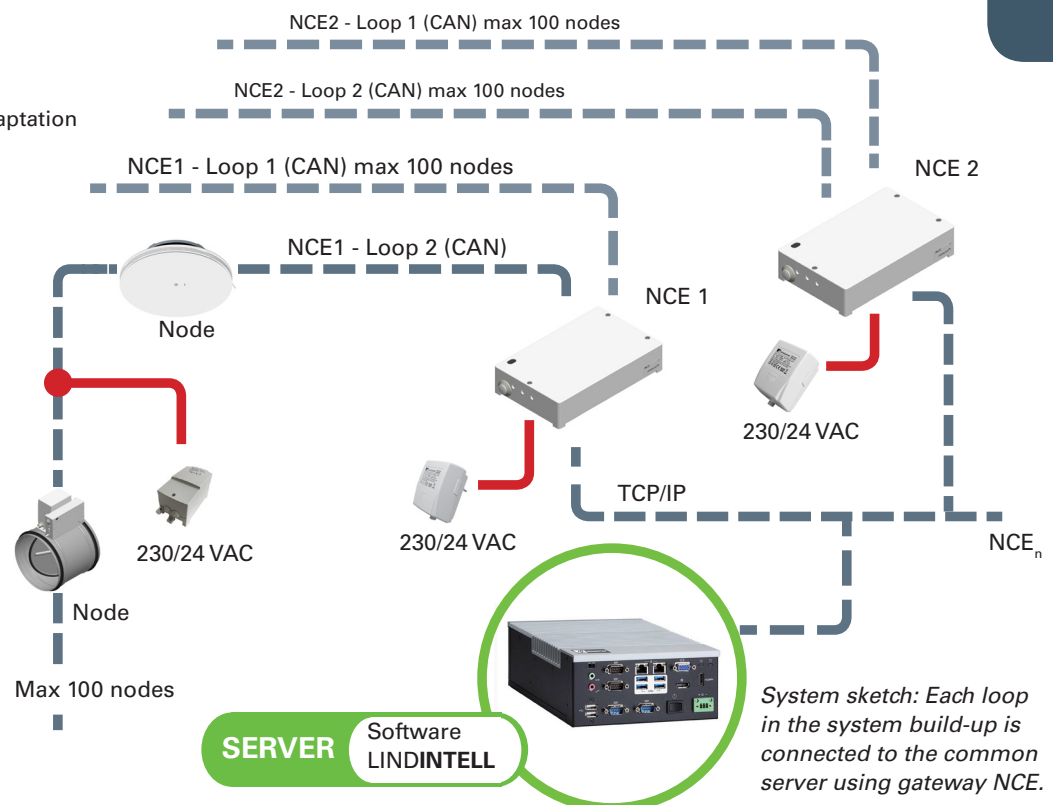 NCE2 - Loop 1 (CAN) max 100 nodes
NCE2 - Loop 2 (CAN) max 100 nodes
aptation
NCE1 - Loop 1 (CAN) max 100 nodes
NCE 2
NCE1 - Loop 2 (CAN)
NCE 1
Node
230/24 VAC
TCP/IP
230/24 VAC
230/24 VAC
NCEn
Node
Max 100 nodes
SERVER
Software
LINDINTELL
System sketch: Each loop
in the system build-up is
connected to the common
server using gateway NCE.